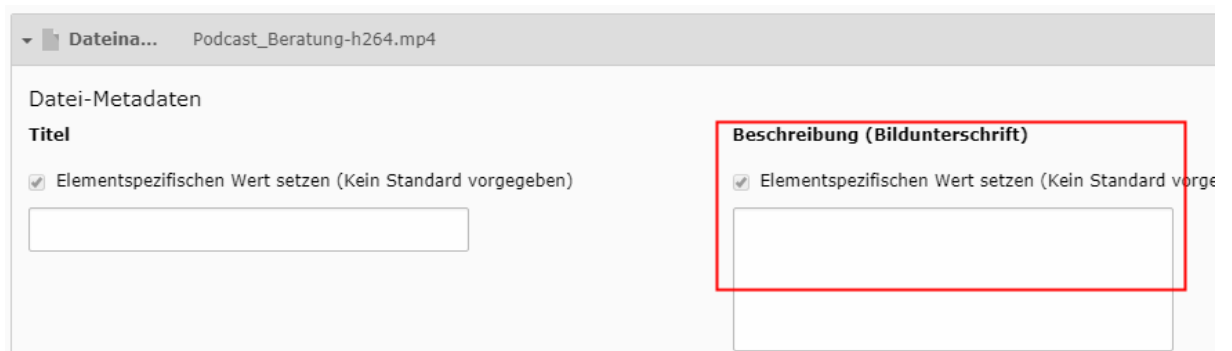 Dateina... Podcast_Beratung-h264.mp4
Datei-Metadaten
Titel
Elementspezifischen Wert setzen (Kein Standard vorgegeben)
Beschreibung (Bildunterschrift)
Elementspezifischen Wert setzen (Kein Standard vorge